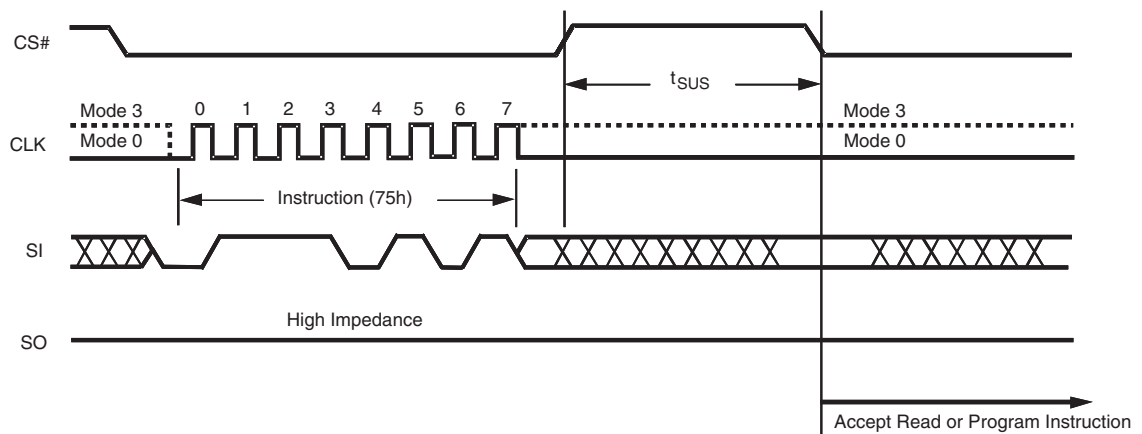 CS#
tSUS
Mode 3
0 1 2 3 4 5 6 7
Mode 3
CLK
Mode 0
Mode 0
Instruction (75h)
SI
High Impedance
SO
Accept Read or Program Instruction